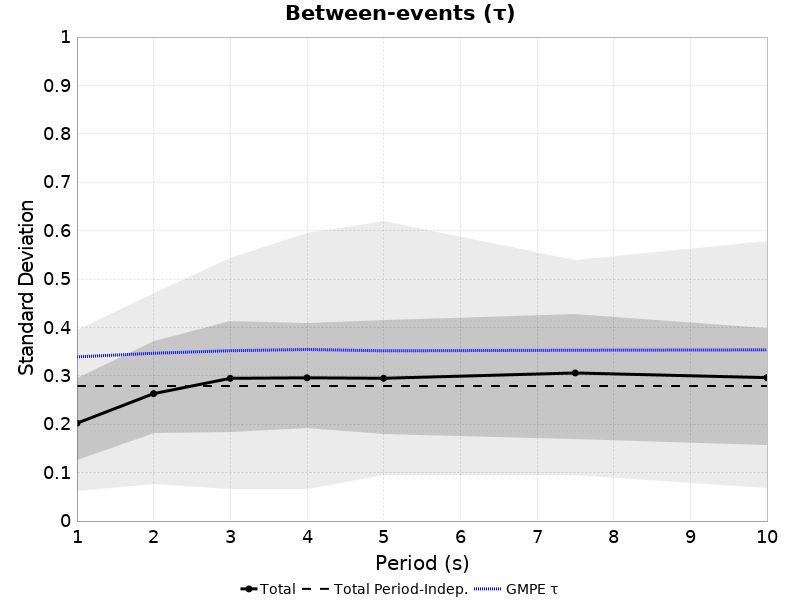 Between-events (τ)
1
0.9
0.8
0.7
0.6
0.5
0.4
0.3
0.2
0.1
0
Standard Deviation
1 2 3 4 5 6 7 8 9 10
Period (s)
Total Total Period-Indep. GMPE τ